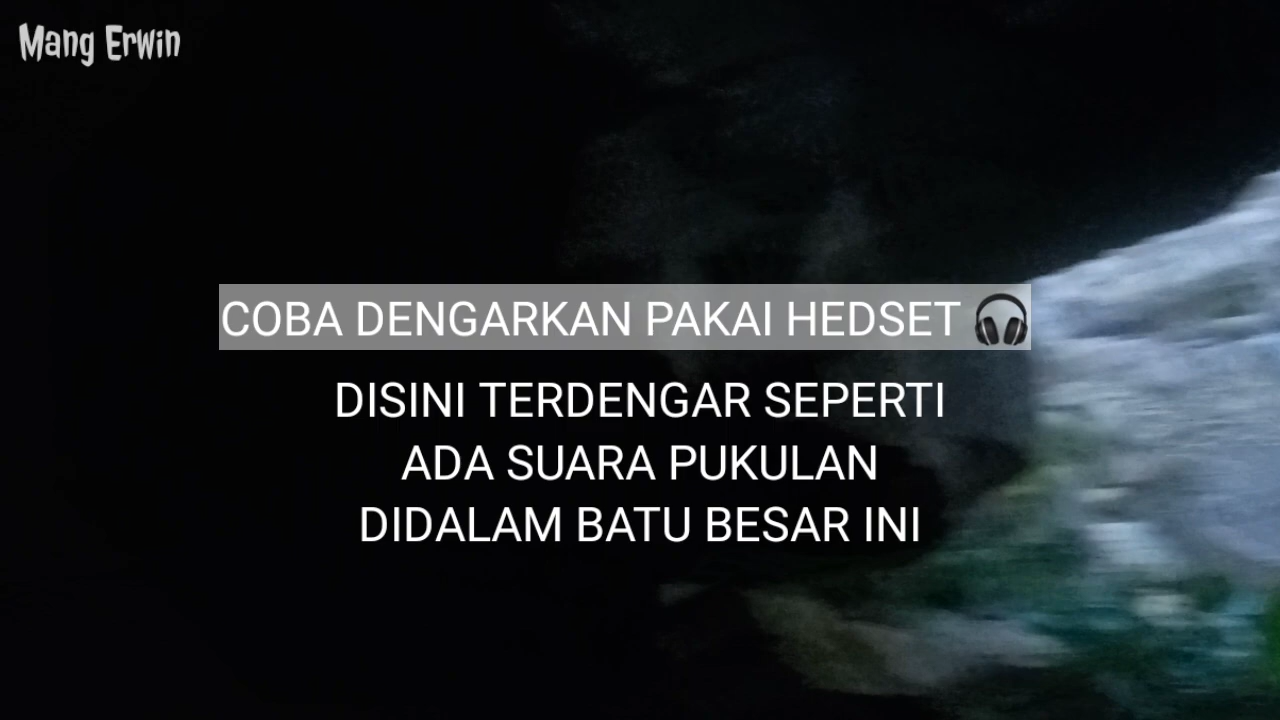 Mang Erwin
COBA DENGARKAN PAKAI HEDSET 🎧
DISINI TERDENGAR SEPERTI
ADA SUARA PUKULAN
DIDALAM BATU BESAR INI